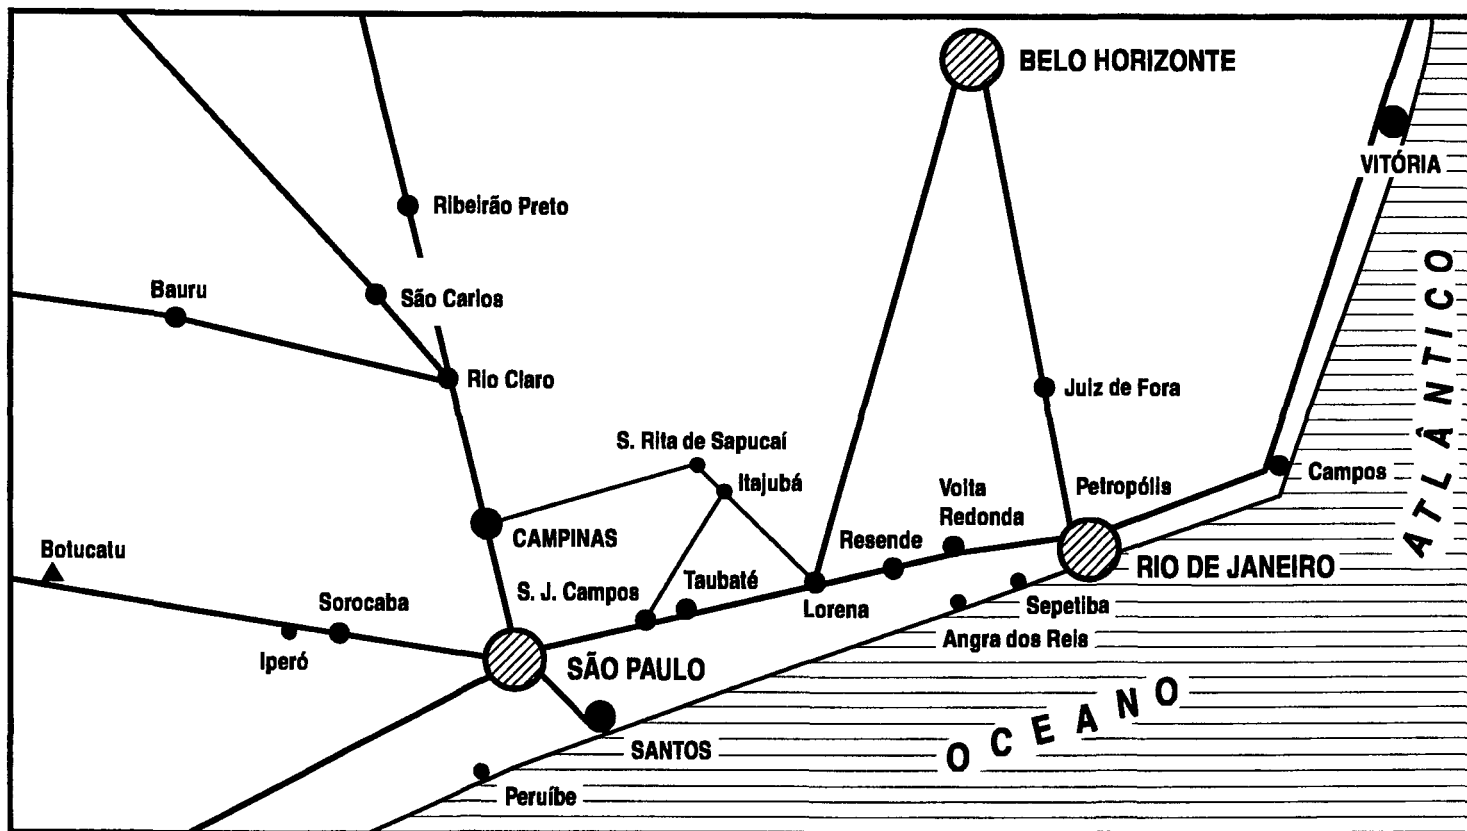 BELO HORIZONTE
VITÓRIA
Ribeirão Preto
Bauru
São Carlos
Rio Claro
Juiz de Fora
S. Rita de Sapucaí
Itajubá
Campos
Petropólis
Volta
Redonda
CAMPINAS
Resende
Botucatu
S. J. Campos
Taubaté
Lorena
RIO DE JANEIRO
Sorocaba
Sepetiba
Iperó
Angra dos Reis
SÃO PAULO
SANTOS
Peruíbe
OCEANO
ATLÂNTICO